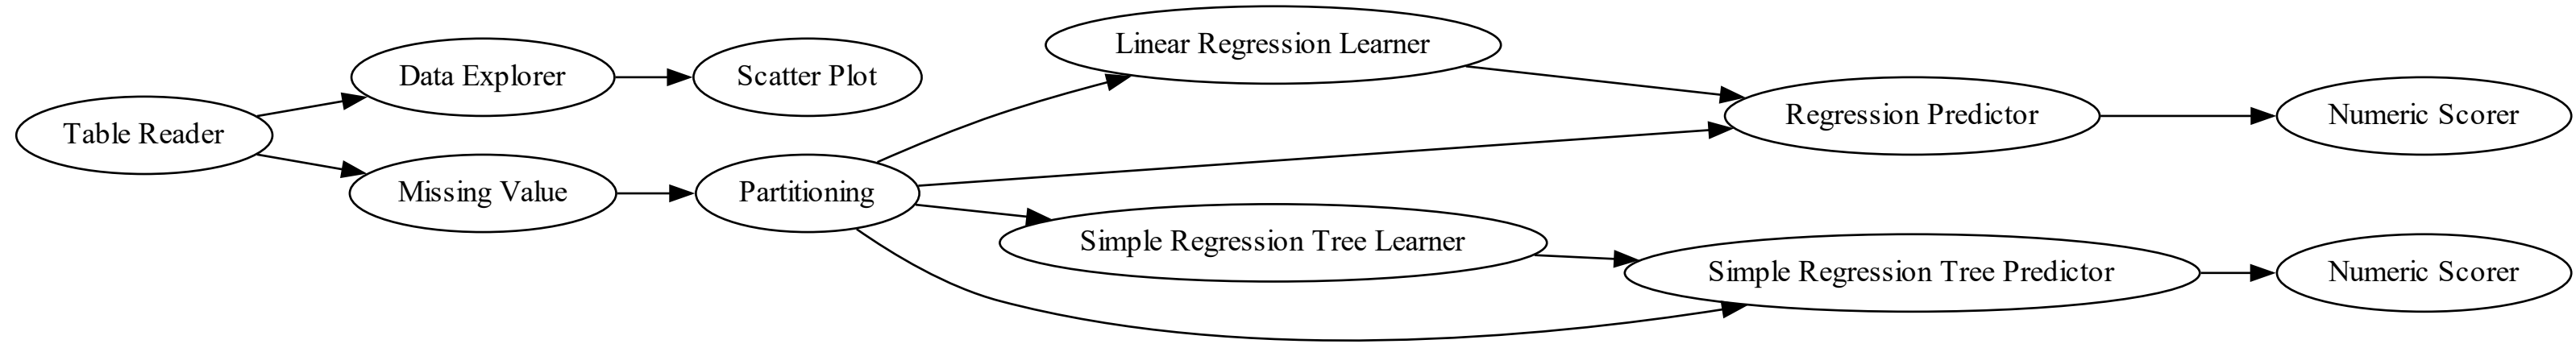 Table Reader
Data Explorer
Scatter Plot
Missing Value
Partitioning
Linear Regression Learner
Regression Predictor
Numeric Scorer
Simple Regression Tree Learner
Simple Regression Tree Predictor
Numeric Scorer